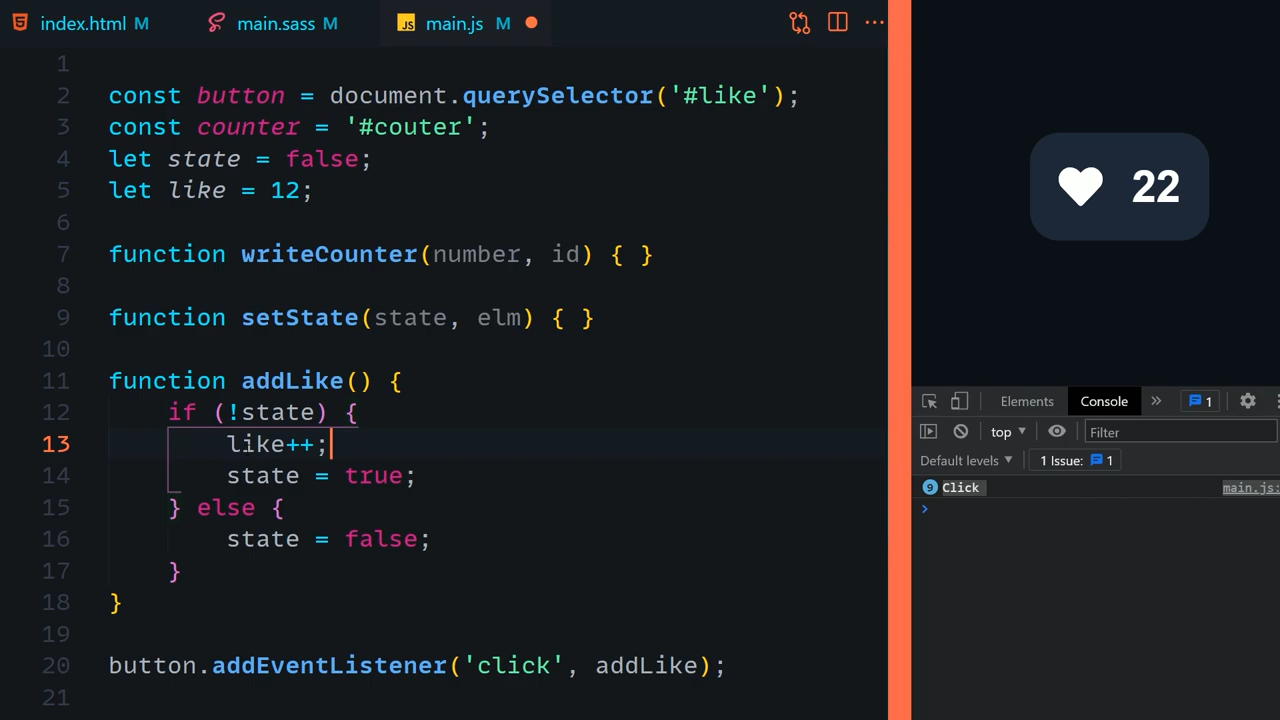 index.html M main.sass M JS main.js M
1
2 const button = document.querySelector('#like');
3 const counter = '#couter';
4 let state = false;
5 let like = 12;
6
7 function writeCounter(number, id) { }
8
9 function setState(state, elm) { }
10
11 function addLike() {
12 if (!state) {
13 like++;
14 state = true;
15 } else {
16 state = false;
17 }
18 }
19
20 button.addEventListener('click', addLike);
21
22
Elements Console » 1
top Filter
Default levels 1 Issue: 1
9 Click main.js: